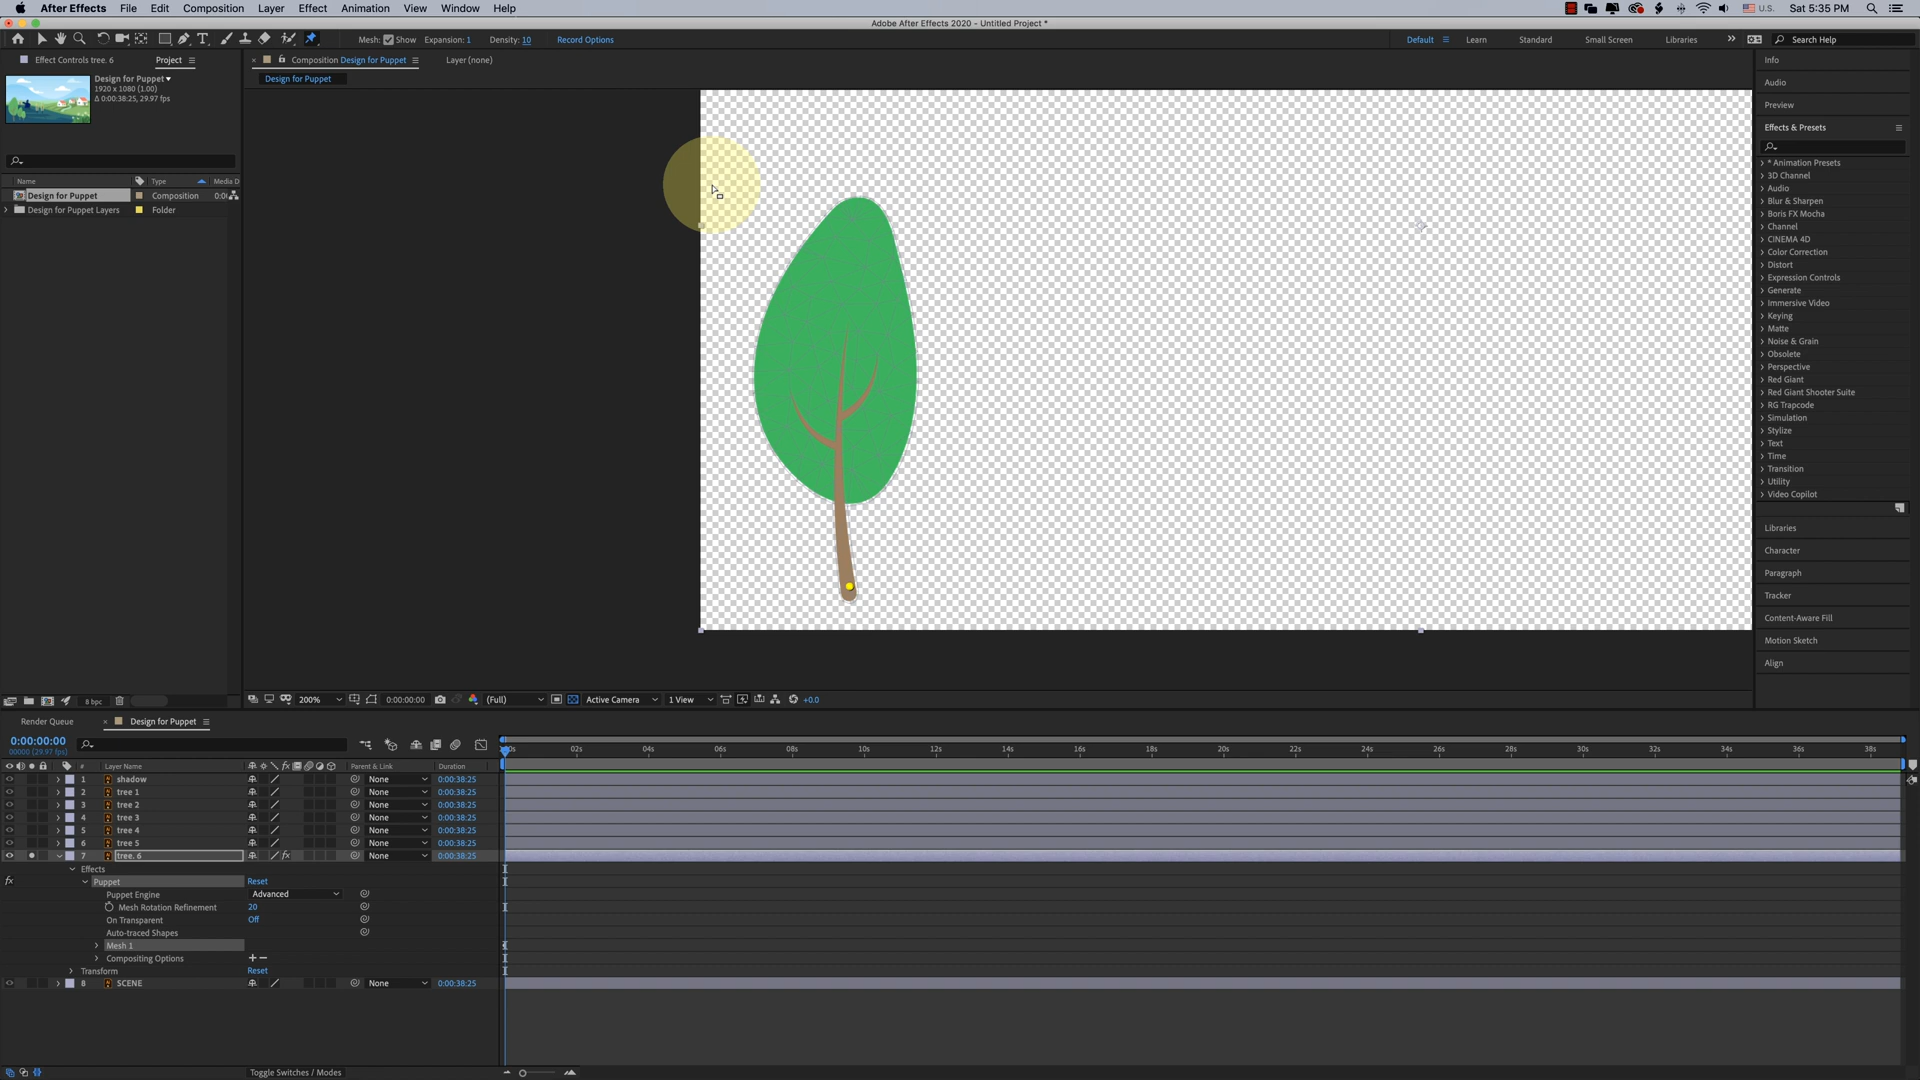 After Effects File Edit Composition Layer Effect Animation View Window Help U.S. Sat 5:35 PM
Adobe After Effects 2020 - Untitled Project *
Mesh: Show Expansion: 1 Density: 10 Record Options Default Learn Standard Small Screen Libraries Search Help
Effect Controls tree. 6 Project Composition Design for Puppet Layer (none) Info
Design for Puppet
Design for Puppet
1920 x 1080 (1.00)
Δ 0:00:38:25, 29.97 fps
Audio
Preview
Effects & Presets
Name Type Media D
Design for Puppet Composition 0:0
Design for Puppet Layers Folder
* Animation Presets
3D Channel
Audio
Blur & Sharpen
Boris FX Mocha
Channel
CINEMA 4D
Color Correction
Distort
Expression Controls
Generate
Immersive Video
Keying
Matte
Noise & Grain
Obsolete
Perspective
Red Giant
Red Giant Shooter Suite
RG Trapcode
Simulation
Stylize
Text
Time
Transition
Utility
Video Copilot
Libraries
Character
Paragraph
Tracker
Content-Aware Fill
Motion Sketch
Align
8 bpc 200% 0:00:00:00 (Full) Active Camera 1 View +0.0
Render Queue Design for Puppet
0:00:00:00
00000 (29.97 fps)
02s 04s 06s 08s 10s 12s 14s 16s 18s 20s 22s 24s 26s 28s 30s 32s 34s 36s 38s
# Layer Name Parent & Link Duration
1 shadow None 0:00:38:25
2 tree 1 None 0:00:38:25
3 tree 2 None 0:00:38:25
4 tree 3 None 0:00:38:25
5 tree 4 None 0:00:38:25
6 tree 5 None 0:00:38:25
7 tree. 6 fx None 0:00:38:25
Effects
fx Puppet Reset
Puppet Engine Advanced
Mesh Rotation Refinement 20
On Transparent Off
Auto-traced Shapes
Mesh 1
Compositing Options + −
Transform Reset
8 SCENE None 0:00:38:25
Toggle Switches / Modes